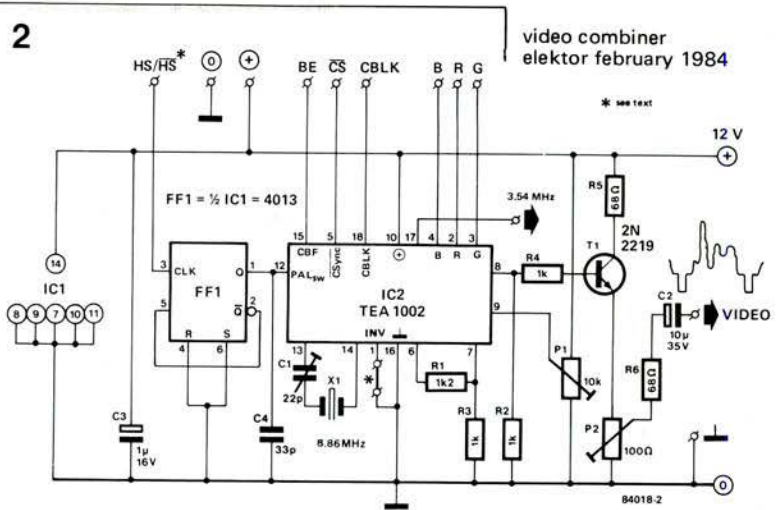 2
video combiner
elektor february 1984
HS/H̅S̅ *
0
+
BE
C̅S̅
CBLK
B
R
G
* see text
12 V
+
FF1 = ½ IC1 = 4013
3.54 MHz
R5
68Ω
2N
2219
T1
14
IC1
8 9 7 10 11
3
CLK
Q
1
5
FF1
Q̅
2
R
S
4
6
15
5
18
10
17
4
2
3
CBF
C̅S̅y̅n̅c̅
CBLK
+
B
R
G
12
PALSW
IC2
TEA 1002
INV
8
9
13
14
1
16
6
7
R4
1k
C2
10µ
35V
VIDEO
C1
22p
X1
8.86MHz
*
R1
1k2
P1
10k
R6
68Ω
C3
1µ
16V
C4
33p
R3
1k
R2
1k
P2
100Ω
0
84018-2